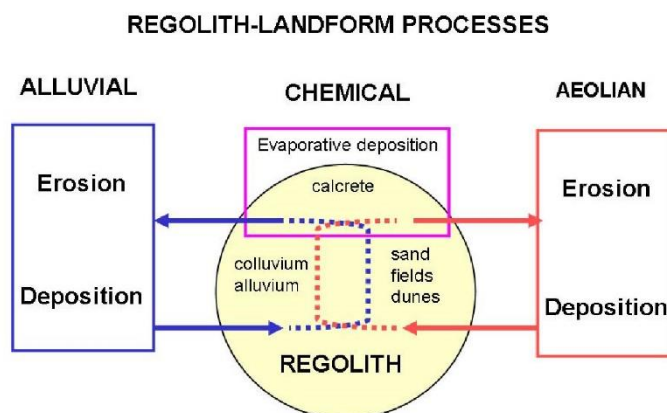 REGOLITH-LANDFORM PROCESSES
ALLUVIAL
CHEMICAL
AEOLIAN
Erosion
Deposition
Evaporative deposition
calcrete
colluvium
alluvium
sand
fields
dunes
REGOLITH
Erosion
Deposition